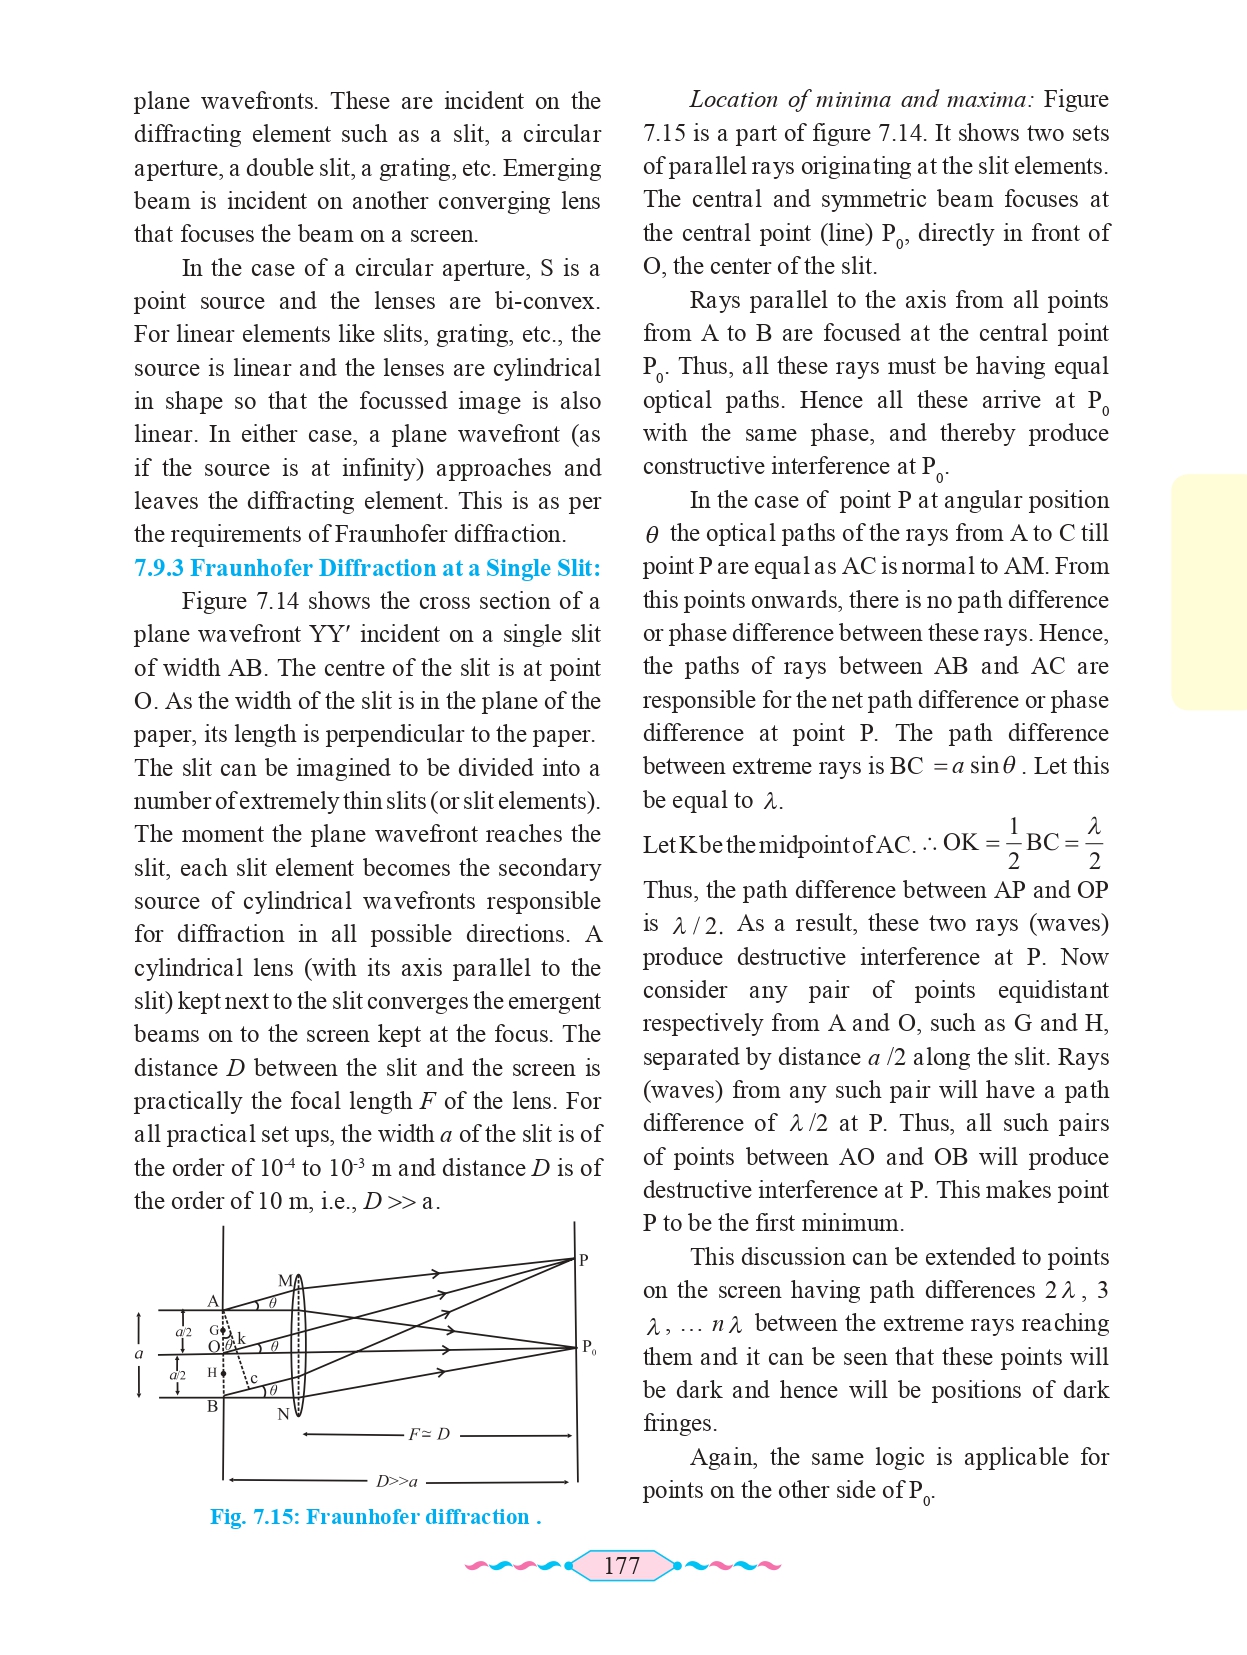 plane wavefronts. These are incident on the
diffracting element such as a slit, a circular
aperture, a double slit, a grating, etc. Emerging
beam is incident on another converging lens
that focuses the beam on a screen.
In the case of a circular aperture, S is a
point source and the lenses are bi-convex.
For linear elements like slits, grating, etc., the
source is linear and the lenses are cylindrical
in shape so that the focussed image is also
linear. In either case, a plane wavefront (as
if the source is at infinity) approaches and
leaves the diffracting element. This is as per
the requirements of Fraunhofer diffraction.
7.9.3 Fraunhofer Diffraction at a Single Slit:
Figure 7.14 shows the cross section of a
plane wavefront YY′ incident on a single slit
of width AB. The centre of the slit is at point
O. As the width of the slit is in the plane of the
paper, its length is perpendicular to the paper.
The slit can be imagined to be divided into a
number of extremely thin slits (or slit elements).
The moment the plane wavefront reaches the
slit, each slit element becomes the secondary
source of cylindrical wavefronts responsible
for diffraction in all possible directions. A
cylindrical lens (with its axis parallel to the
slit) kept next to the slit converges the emergent
beams on to the screen kept at the focus. The
distance D between the slit and the screen is
practically the focal length F of the lens. For
all practical set ups, the width a of the slit is of
the order of 10⁻⁴ to 10⁻³ m and distance D is of
the order of 10 m, i.e., D >> a.
P
M
A
θ
G
a/2
k
O
θ
θ
P₀
a
H
a/2
c
θ
B
N
F≃ D
D>>a
Fig. 7.15: Fraunhofer diffraction .
Location of minima and maxima: Figure
7.15 is a part of figure 7.14. It shows two sets
of parallel rays originating at the slit elements.
The central and symmetric beam focuses at
the central point (line) P₀, directly in front of
O, the center of the slit.
Rays parallel to the axis from all points
from A to B are focused at the central point
P₀. Thus, all these rays must be having equal
optical paths. Hence all these arrive at P₀
with the same phase, and thereby produce
constructive interference at P₀.
In the case of point P at angular position
θ the optical paths of the rays from A to C till
point P are equal as AC is normal to AM. From
this points onwards, there is no path difference
or phase difference between these rays. Hence,
the paths of rays between AB and AC are
responsible for the net path difference or phase
difference at point P. The path difference
between extreme rays is BC = a sin θ . Let this
be equal to λ.
Let K be the midpoint of AC. ∴ OK = 1/2 BC = λ/2
Thus, the path difference between AP and OP
is λ / 2. As a result, these two rays (waves)
produce destructive interference at P. Now
consider any pair of points equidistant
respectively from A and O, such as G and H,
separated by distance a /2 along the slit. Rays
(waves) from any such pair will have a path
difference of λ /2 at P. Thus, all such pairs
of points between AO and OB will produce
destructive interference at P. This makes point
P to be the first minimum.
This discussion can be extended to points
on the screen having path differences 2 λ , 3
λ , ... n λ between the extreme rays reaching
them and it can be seen that these points will
be dark and hence will be positions of dark
fringes.
Again, the same logic is applicable for
points on the other side of P₀.
177